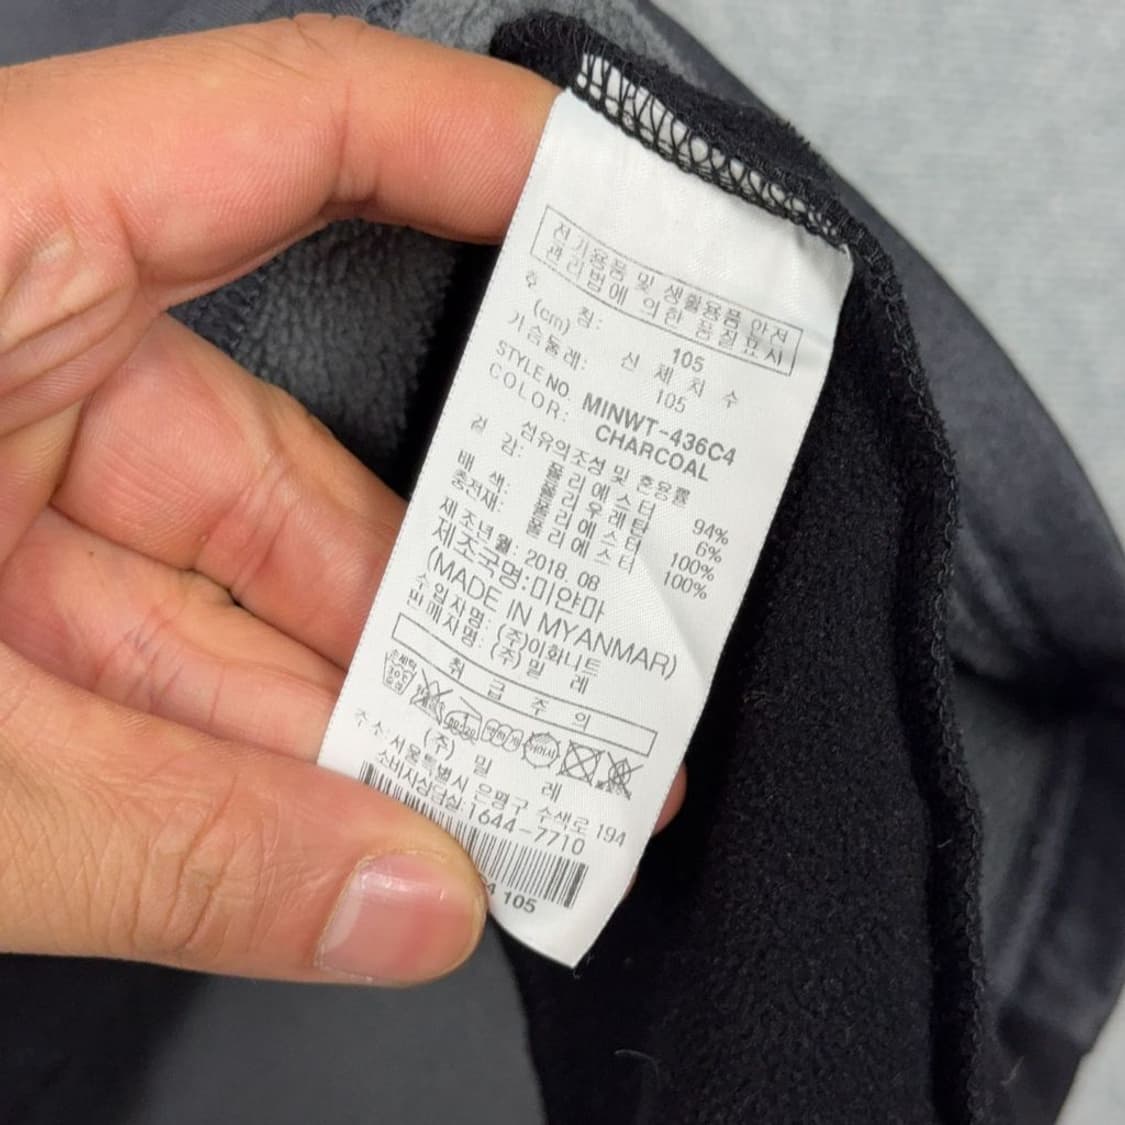 전기용품 및 생활용품 안전
관리법에 의한 품질표시
호 칭: 105
(cm) 신 체 치 수
가슴둘레: 105
STYLE NO. MINWT-436C4
COLOR: CHARCOAL
섬유의조성 및 혼용률
겉 감: 폴리에스터 94%
폴리우레탄 6%
배 색: 폴리에스터 100%
충전재: 폴리에스터 100%
제조년월: 2018. 08
제조국명:미얀마
(MADE IN MYANMAR)
수입자명: (주)이화니트
판매자명: (주) 밀 레
취 급 주 의
손세탁
30℃
중성
(주) 밀 레
주소:서울특별시 은평구 수색로 194
소비자상담실 1644-7710
4 105